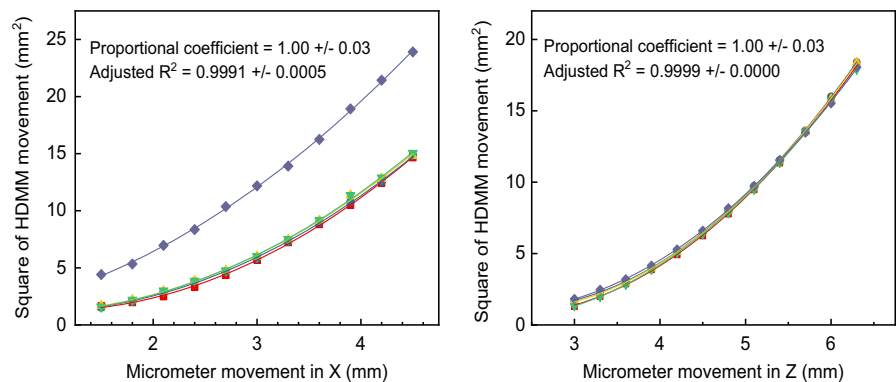 Proportional coefficient = 1.00 +/- 0.03
Adjusted R² = 0.9991 +/- 0.0005
Square of HDMM movement (mm²)
25
20
15
10
5
0
2
3
4
Micrometer movement in X (mm)
Proportional coefficient = 1.00 +/- 0.03
Adjusted R² = 0.9999 +/- 0.0000
Square of HDMM movement (mm²)
20
15
10
5
0
3
4
5
6
Micrometer movement in Z (mm)